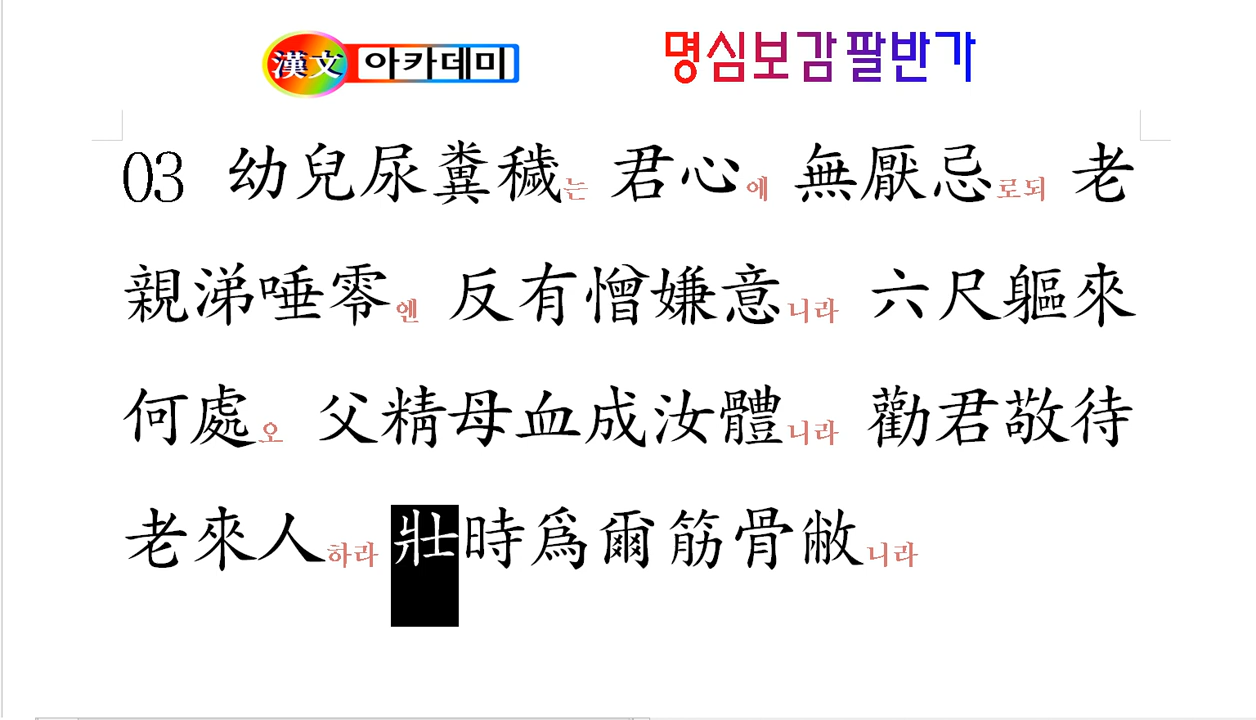 漢文 아카데미
명심보감팔반가
03 幼兒尿糞穢는 君心에 無厭忌로되 老
親涕唾零엔 反有憎嫌意니라 六尺軀來
何處오 父精母血成汝體니라 勸君敬待
老來人하라 壯時爲爾筋骨敝니라